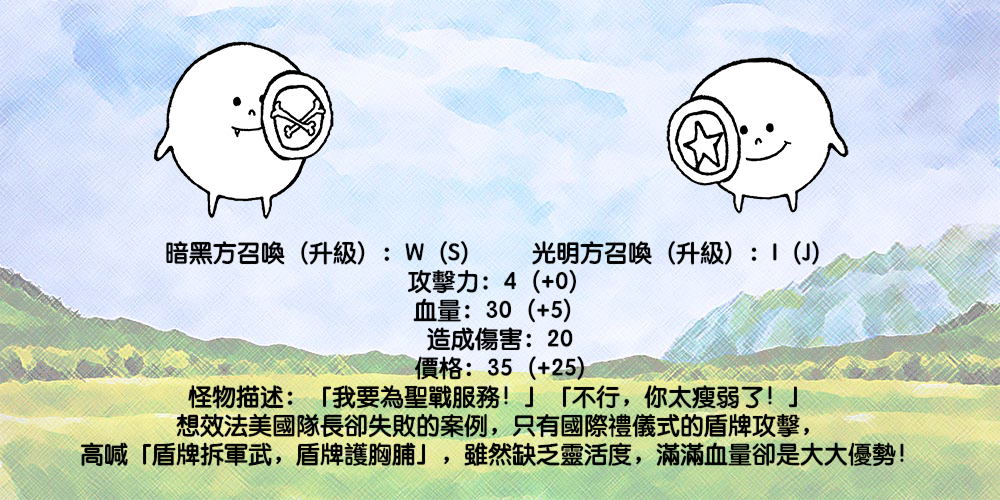 暗黑方召喚（升級）：W（S）　　光明方召喚（升級）：I（J）
攻擊力：4（+0）
血量：30（+5）
造成傷害：20
價格：35（+25）
怪物描述：「我要為聖戰服務！」「不行，你太瘦弱了！」
想效法美國隊長卻失敗的案例，只有國際禮儀式的盾牌攻擊，
高喊「盾牌拆軍武，盾牌護胸脯」，雖然缺乏靈活度，滿滿血量卻是大大優勢！